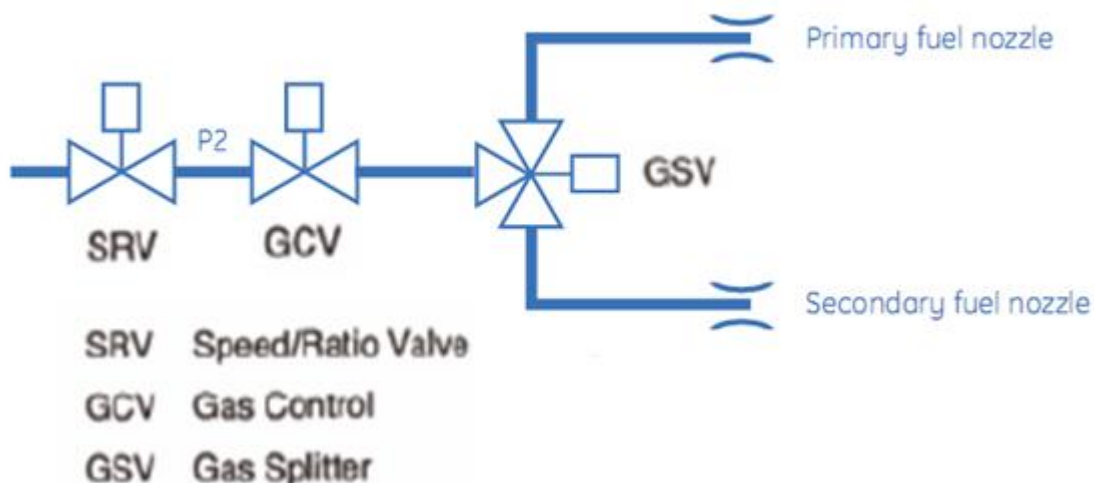 Primary fuel nozzle
P2
GSV
SRV
GCV
Secondary fuel nozzle
SRV Speed/Ratio Valve
GCV Gas Control
GSV Gas Splitter